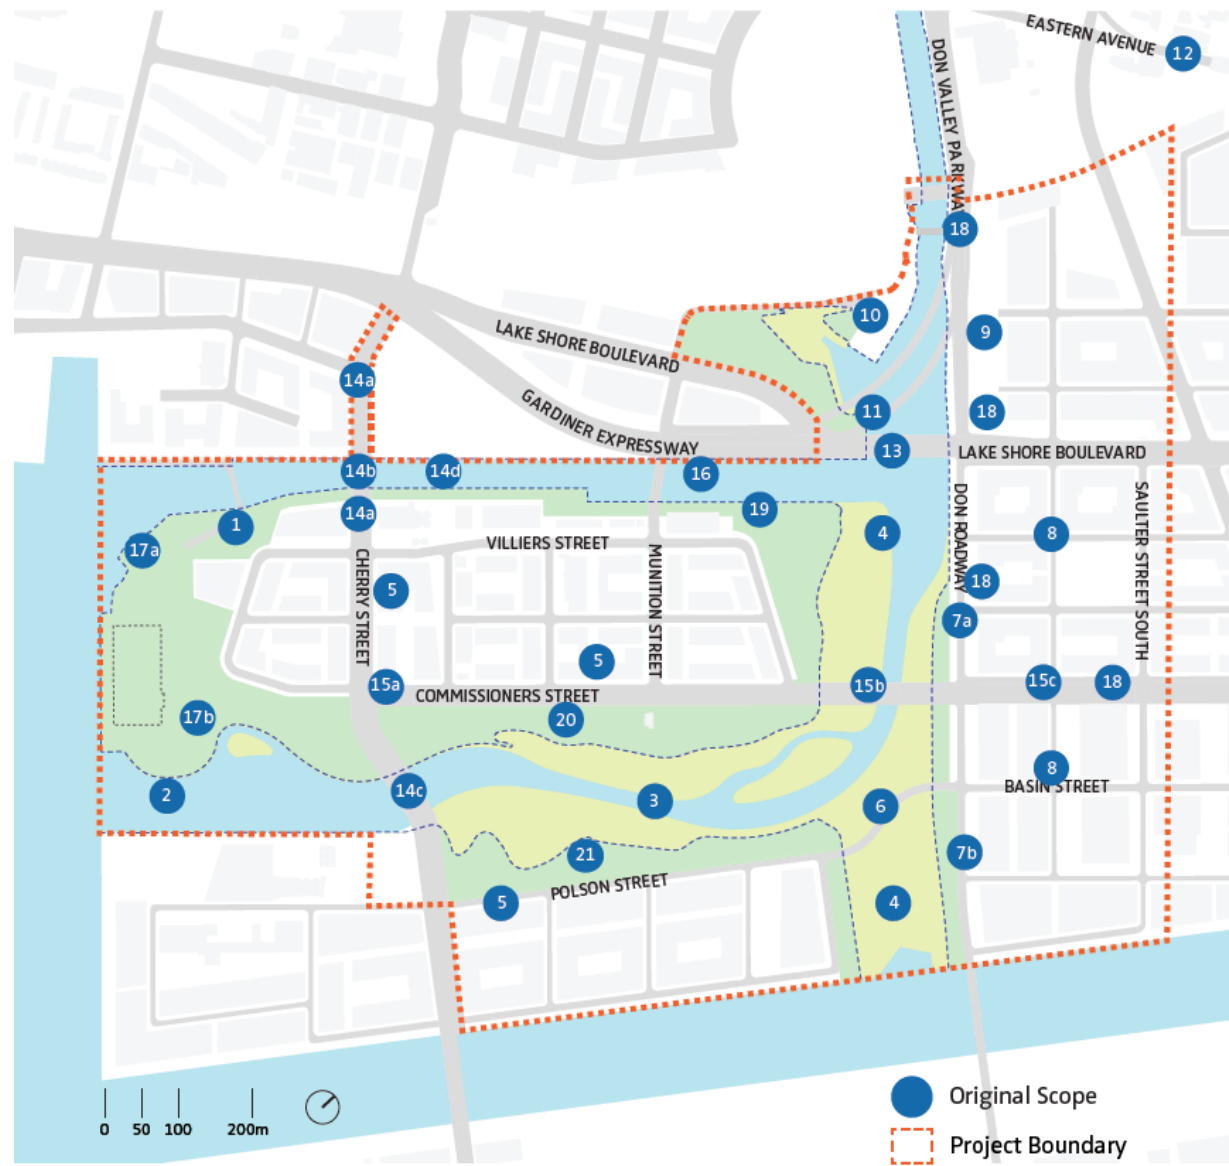 EASTERN AVENUE
12
DON VALLEY PARKWAY
18
10
9
LAKE SHORE BOULEVARD
14a
GARDINER EXPRESSWAY
11
18
13
LAKE SHORE BOULEVARD
14b
14d
16
14a
19
1
17a
VILLIERS STREET
4
DON ROADWAY
8
SAULTER STREET SOUTH
CHERRY STREET
5
MUNITION STREET
18
7a
5
15a
COMMISSIONERS STREET
15b
15c
18
17b
20
2
14c
3
6
8
BASIN STREET
21
7b
POLSON STREET
5
4
0 50 100 200m
Original Scope
Project Boundary